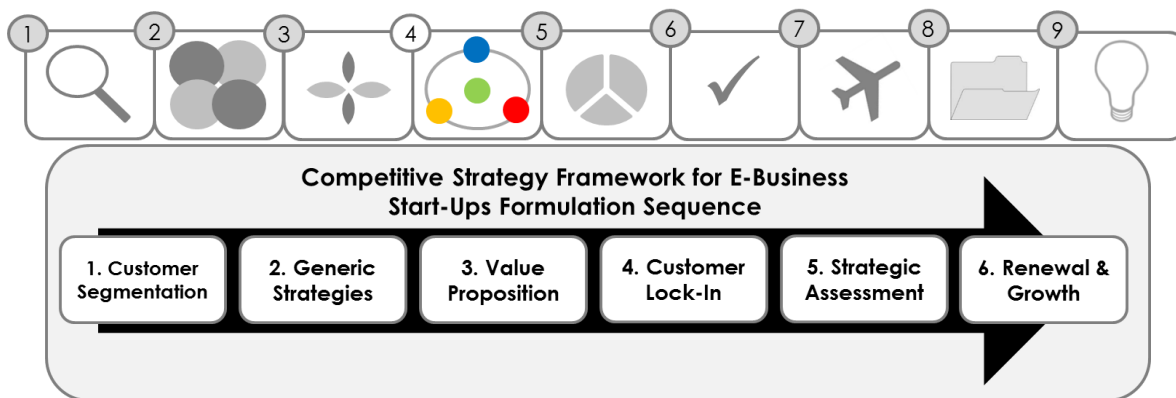 1 2 3 4 5 6 7 8 9
Competitive Strategy Framework for E-Business
Start-Ups Formulation Sequence
1. Customer
Segmentation
2. Generic
Strategies
3. Value
Proposition
4. Customer
Lock-In
5. Strategic
Assessment
6. Renewal &
Growth